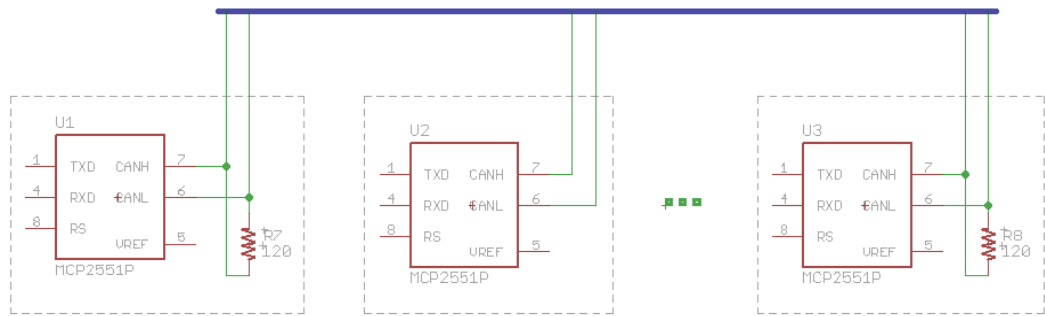 U1
1 TXD CANH 7
4 RXD CANL 6
8 RS
VREF 5
MCP2551P
R7
120
U2
1 TXD CANH 7
4 RXD CANL 6
8 RS
VREF 5
MCP2551P
U3
1 TXD CANH 7
4 RXD CANL 6
8 RS
VREF 5
MCP2551P
R8
120